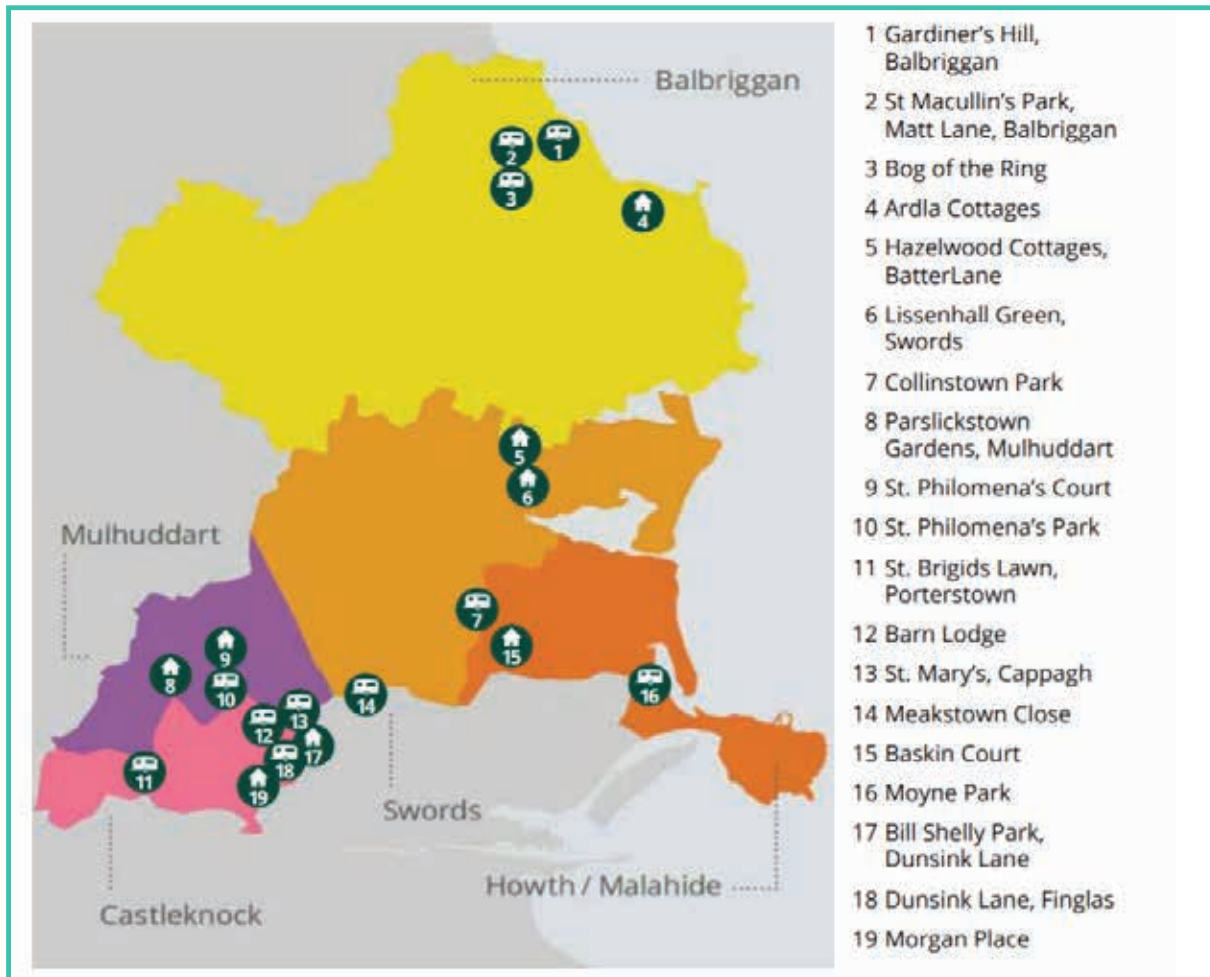 Balbriggan
2
1
3
4
5
6
Mulhuddart
7
9
15
8
10
16
14
13
12
17
18
11
19
Swords
Howth / Malahide
Castleknock
1 Gardiner's Hill,
Balbriggan
2 St Macullin's Park,
Matt Lane, Balbriggan
3 Bog of the Ring
4 Ardla Cottages
5 Hazelwood Cottages,
BatterLane
6 Lissenhall Green,
Swords
7 Collinstown Park
8 Parslickstown
Gardens, Mulhuddart
9 St. Philomena's Court
10 St. Philomena's Park
11 St. Brigids Lawn,
Porterstown
12 Barn Lodge
13 St. Mary's, Cappagh
14 Meakstown Close
15 Baskin Court
16 Moyne Park
17 Bill Shelly Park,
Dunsink Lane
18 Dunsink Lane, Finglas
19 Morgan Place